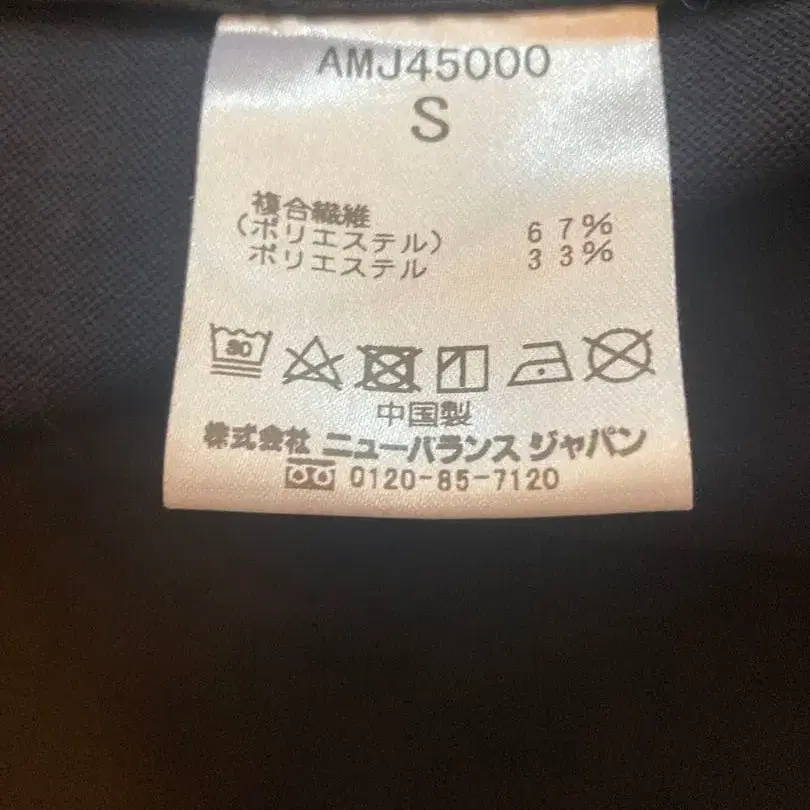 AMJ45000
S
複合繊維
(ポリエステル) 67%
ポリエステル 33%
30
中国製
株式会社 ニューバランス ジャパン
0120-85-7120